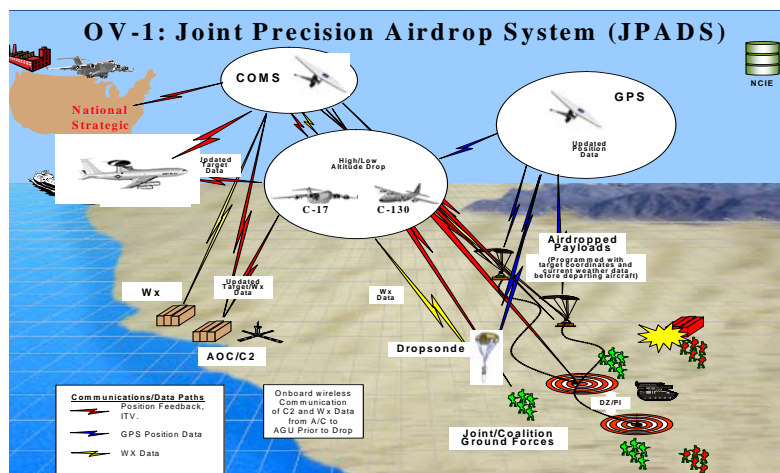 OV-1: Joint Precision Airdrop System (JPADS)
COMS
GPS
NCIE
National
Strategic
Updated
Target
Data
High/Low
Altitude Drop
C-17
C-130
Updated
Position
Data
Airdropped
Payloads
(Programmed with
target coordinates and
current weather data
before departing aircraft)
Wx
Updated
Target/Wx
Data
Wx
Data
AOC/C2
Dropsonde
DZ/PI
Joint/Coalition
Ground Forces
Communications/Data Paths
Position Feedback,
ITV.
GPS Position Data
WX Data
Onboard wireless
Communication
of C2 and Wx Data
from A/C to
AGU Prior to Drop